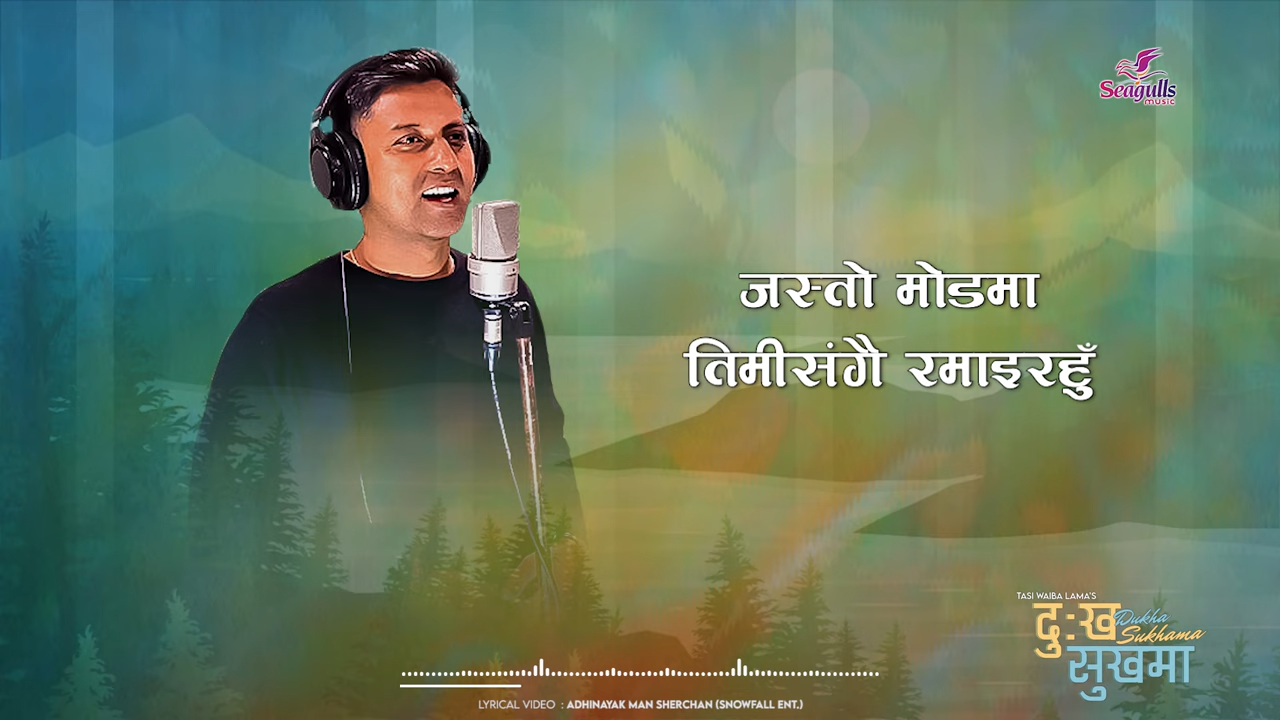 Seagulls
music
जस्तो मोडमा
तिमीसंगै रमाइरहुँ
TASI WAIBA LAMA'S
दुःख
Dukha
Sukhama
सुखमा
LYRICAL VIDEO : ADHINAYAK MAN SHERCHAN (SNOWFALL ENT.)